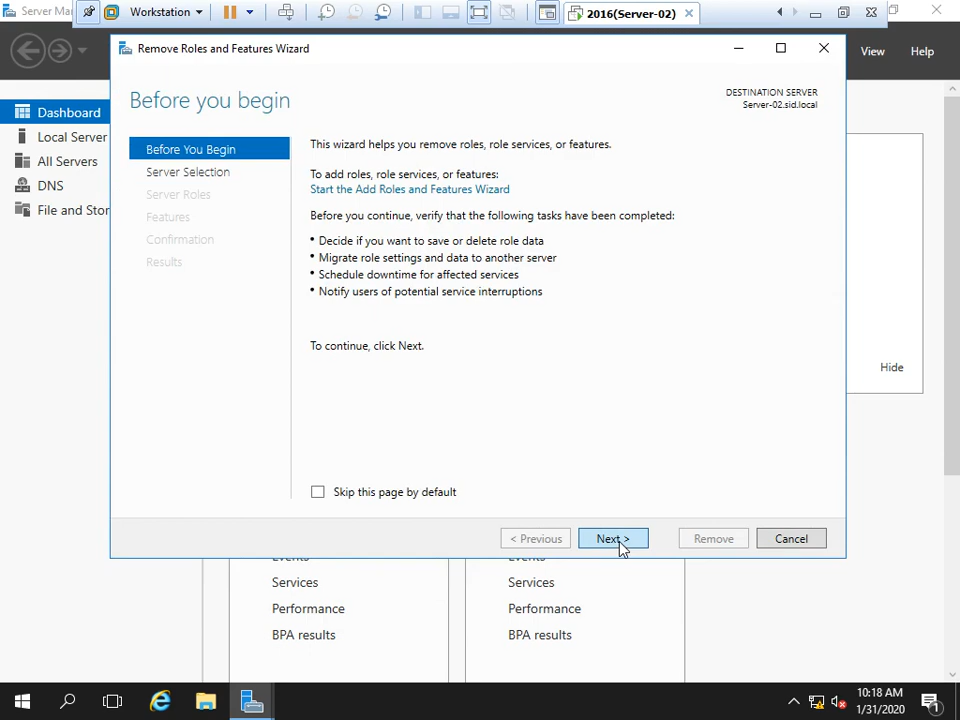 Server Ma
Workstation
2016(Server-02)
Remove Roles and Features Wizard
View
Help
Before you begin
DESTINATION SERVER
Server-02.sid.local
Dashboard
Local Server
All Servers
DNS
File and Stor
Before You Begin
Server Selection
Server Roles
Features
Confirmation
Results
This wizard helps you remove roles, role services, or features.
To add roles, role services, or features:
Start the Add Roles and Features Wizard
Before you continue, verify that the following tasks have been completed:
• Decide if you want to save or delete role data
• Migrate role settings and data to another server
• Schedule downtime for affected services
• Notify users of potential service interruptions
To continue, click Next.
Hide
Skip this page by default
< Previous
Next >
Remove
Cancel
Events
Events
Services
Services
Performance
Performance
BPA results
BPA results
10:18 AM
1/31/2020
1